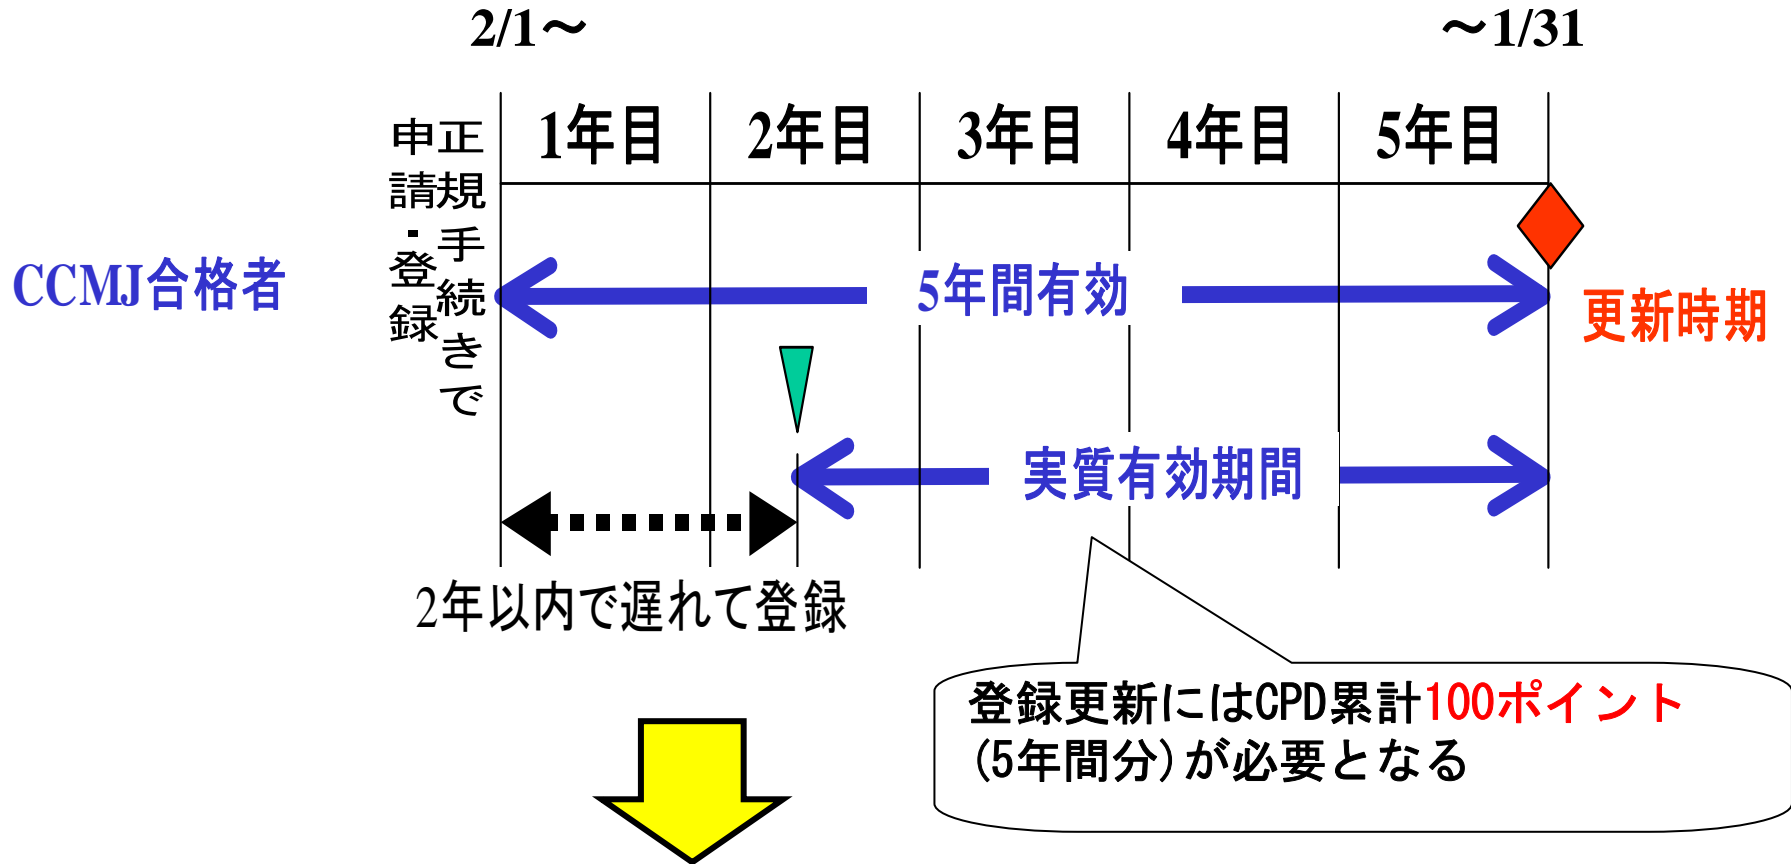 2/1～
～1/31
1年目
2年目
3年目
4年目
5年目
正規手続きで
申請・登録
CCMJ合格者
5年間有効
更新時期
実質有効期間
2年以内で遅れて登録
登録更新にはCPD累計100ポイント
(5年間分)が必要となる